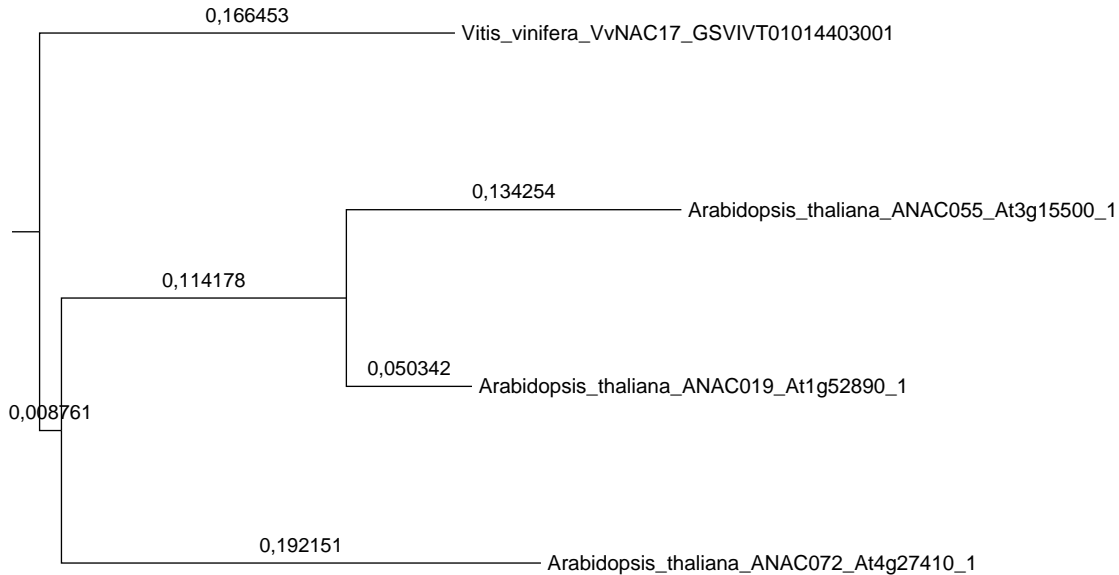 0,166453
Vitis_vinifera_VvNAC17_GSVIVT01014403001
0,134254
Arabidopsis_thaliana_ANAC055_At3g15500_1
0,114178
0,050342
Arabidopsis_thaliana_ANAC019_At1g52890_1
0,008761
0,192151
Arabidopsis_thaliana_ANAC072_At4g27410_1